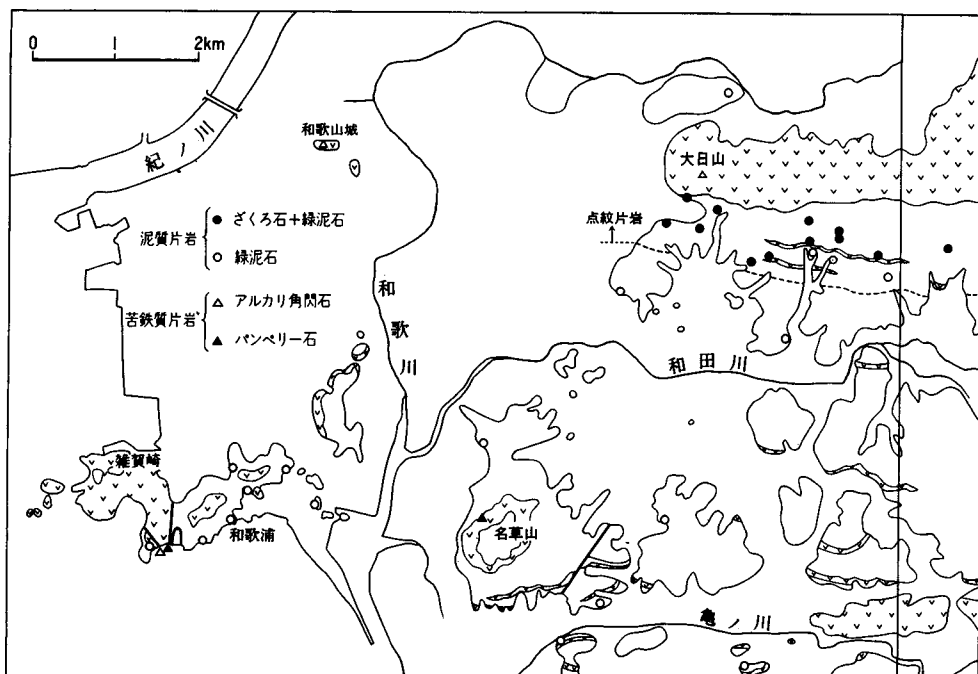 0 1 2km
紀ノ川
和歌山城
大日山
点紋片岩
泥質片岩
ざくろ石+緑泥石
緑泥石
苦鉄質片岩
アルカリ角閃石
パンペリー石
和歌川
和田川
雑賀崎
和歌浦
名草山
亀ノ川